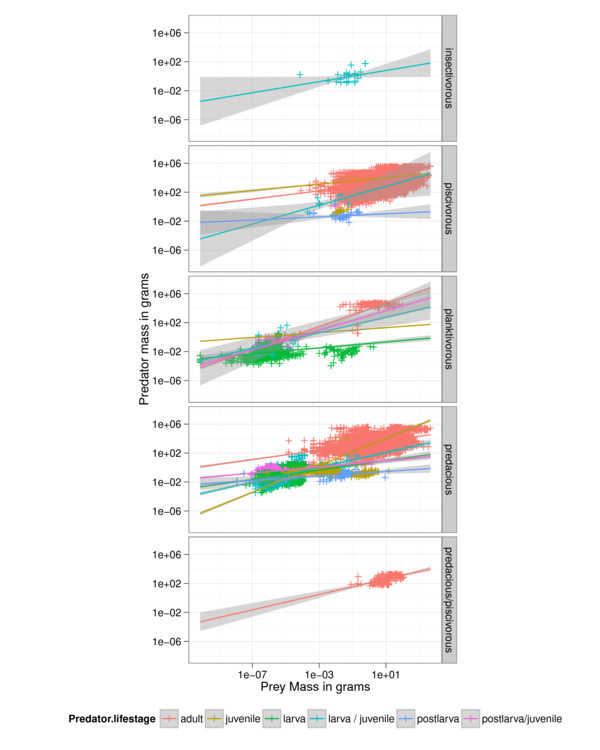 1e+06
1e+02
1e-02
1e-06
insectivorous
1e+06
1e+02
1e-02
1e-06
piscivorous
1e+06
1e+02
1e-02
1e-06
planktivorous
1e+06
1e+02
1e-02
1e-06
predacious
1e+06
1e+02
1e-02
1e-06
predacious/piscivorous
Predator mass in grams
1e-07 1e-03 1e+01
Prey Mass in grams
Predator.lifestage adult juvenile larva larva / juvenile postlarva postlarva/juvenile